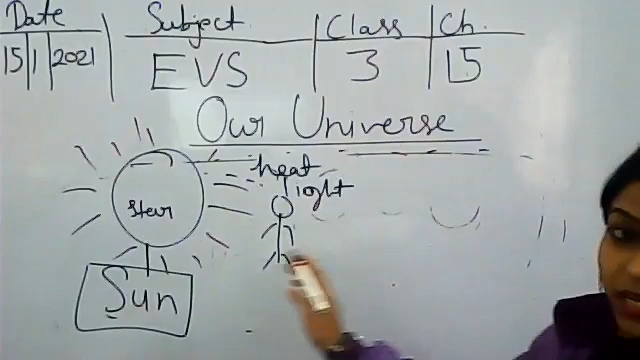 Date Subject Class Ch.
15/1/2021 EVS 3 15
Our Universe
heat
light
star
Sun